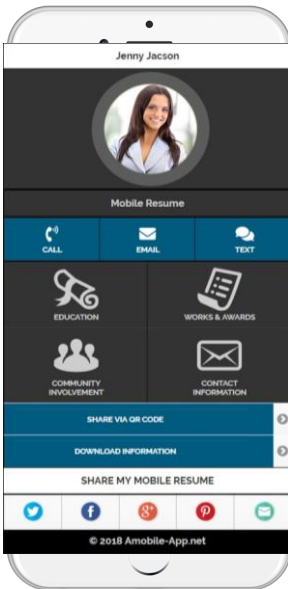 Jenny Jacson
Mobile Resume
CALL
EMAIL
TEXT
EDUCATION
WORKS & AWARDS
COMMUNITY
INVOLVEMENT
CONTACT
INFORMATION
SHARE VIA QR CODE
DOWNLOAD INFORMATION
SHARE MY MOBILE RESUME
© 2018 Amobile-App.net